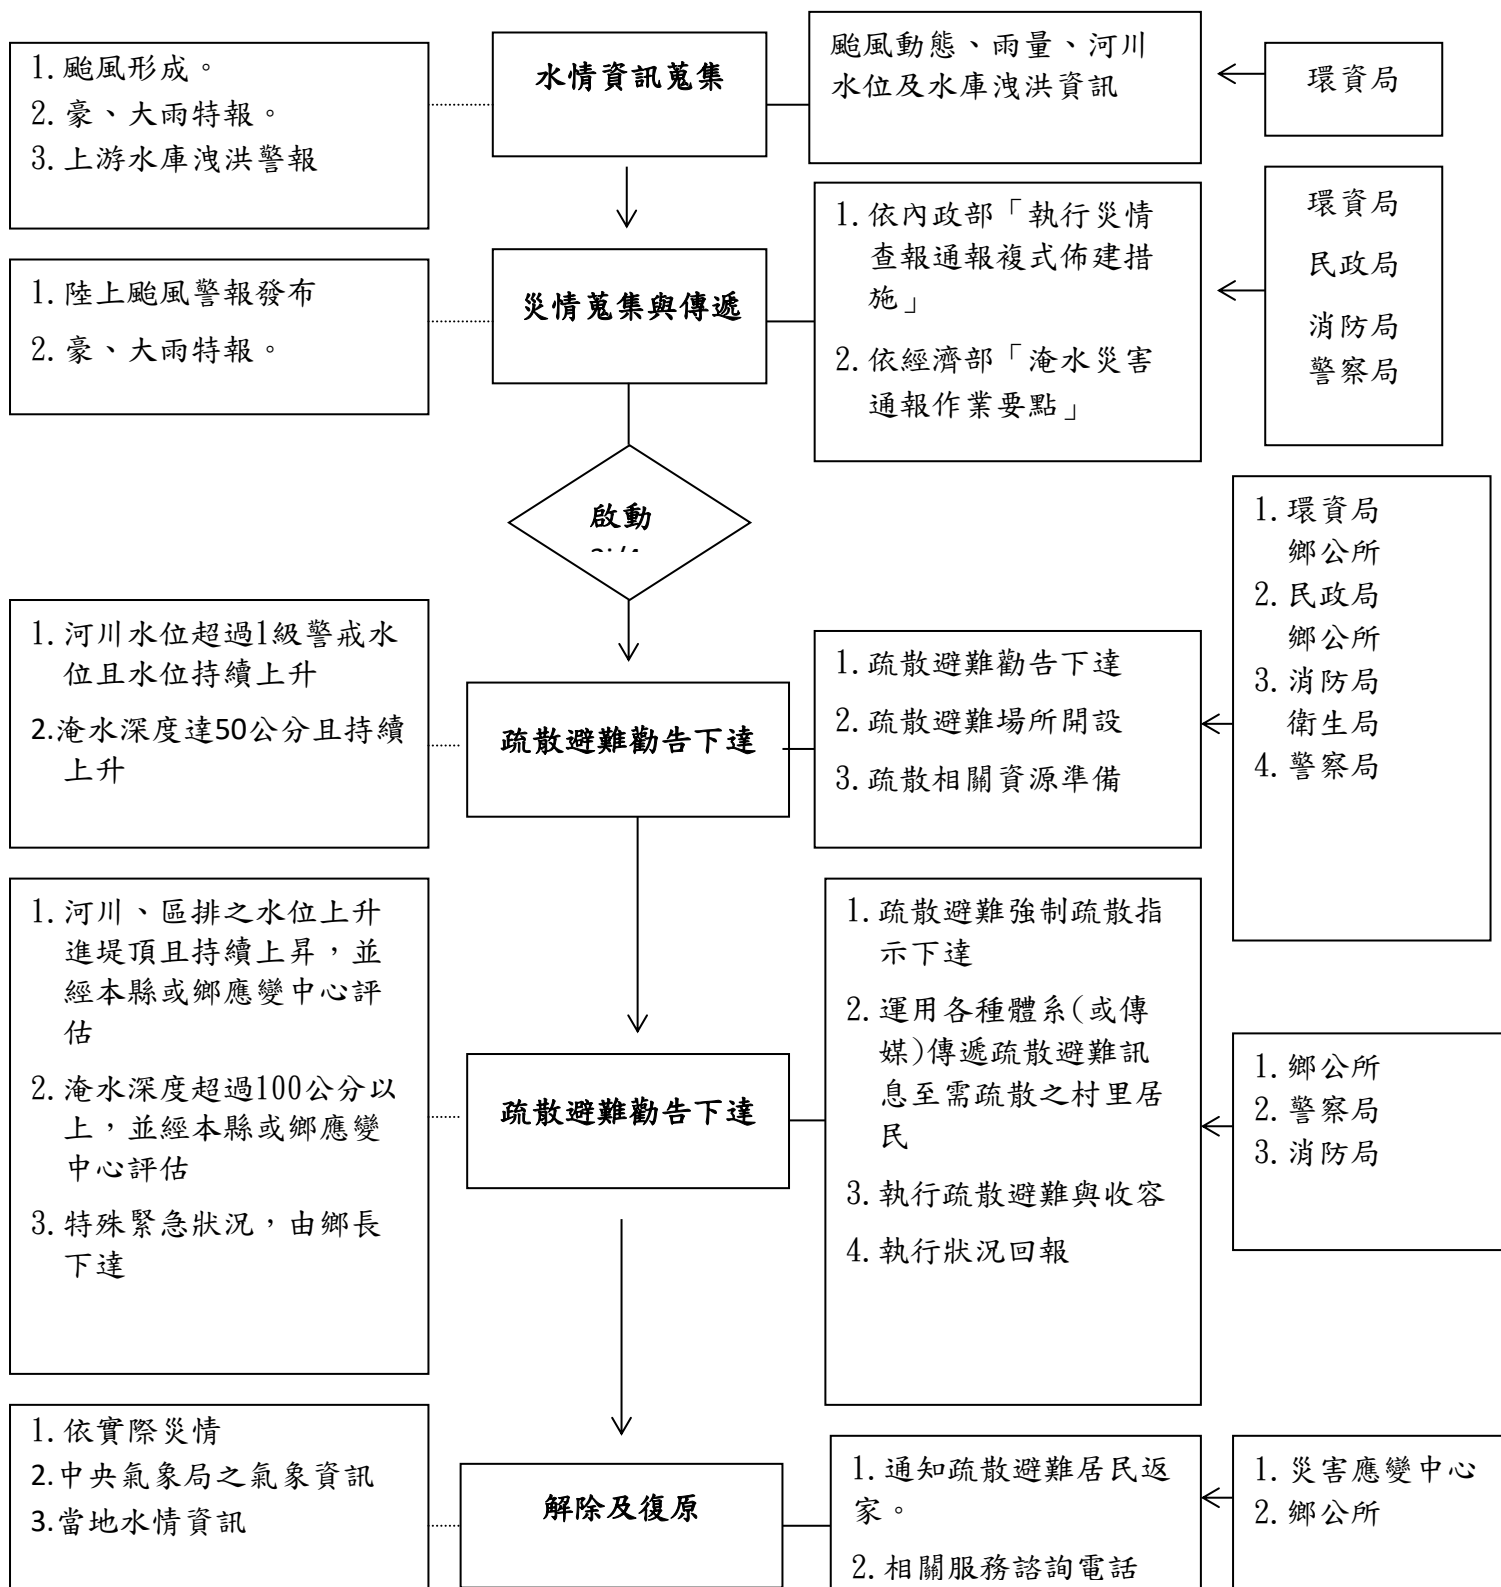 1. 颱風形成。
2. 豪、大雨特報。
3. 上游水庫洩洪警報
水情資訊蒐集
颱風動態、雨量、河川
水位及水庫洩洪資訊
環資局
1. 陸上颱風警報發布
2. 豪、大雨特報。
災情蒐集與傳遞
1. 依內政部「執行災情
查報通報複式佈建措
施」
2. 依經濟部「淹水災害
通報作業要點」
環資局
民政局
消防局
警察局
啟動
1. 河川水位超過1級警戒水
位且水位持續上升
2.淹水深度達50公分且持續
上升
疏散避難勸告下達
1. 疏散避難勸告下達
2. 疏散避難場所開設
3. 疏散相關資源準備
1. 環資局
鄉公所
2. 民政局
鄉公所
3. 消防局
衛生局
4. 警察局
1. 河川、區排之水位上升
進堤頂且持續上昇，並
經本縣或鄉應變中心評
估
2. 淹水深度超過100公分以
上，並經本縣或鄉應變
中心評估
3. 特殊緊急狀況，由鄉長
下達
疏散避難勸告下達
1. 疏散避難強制疏散指
示下達
2. 運用各種體系(或傳
媒)傳遞疏散避難訊
息至需疏散之村里居
民
3. 執行疏散避難與收容
4. 執行狀況回報
1. 鄉公所
2. 警察局
3. 消防局
1. 依實際災情
2.中央氣象局之氣象資訊
3.當地水情資訊
解除及復原
1. 通知疏散避難居民返
家。
2. 相關服務諮詢電話
1. 災害應變中心
2. 鄉公所